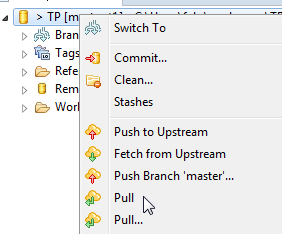 > TP [mast
Switch To
Bran
Commit...
Tags
Clean...
Refe
Stashes
Rem
Work
Push to Upstream
Fetch from Upstream
Push Branch 'master'...
Pull
Pull...